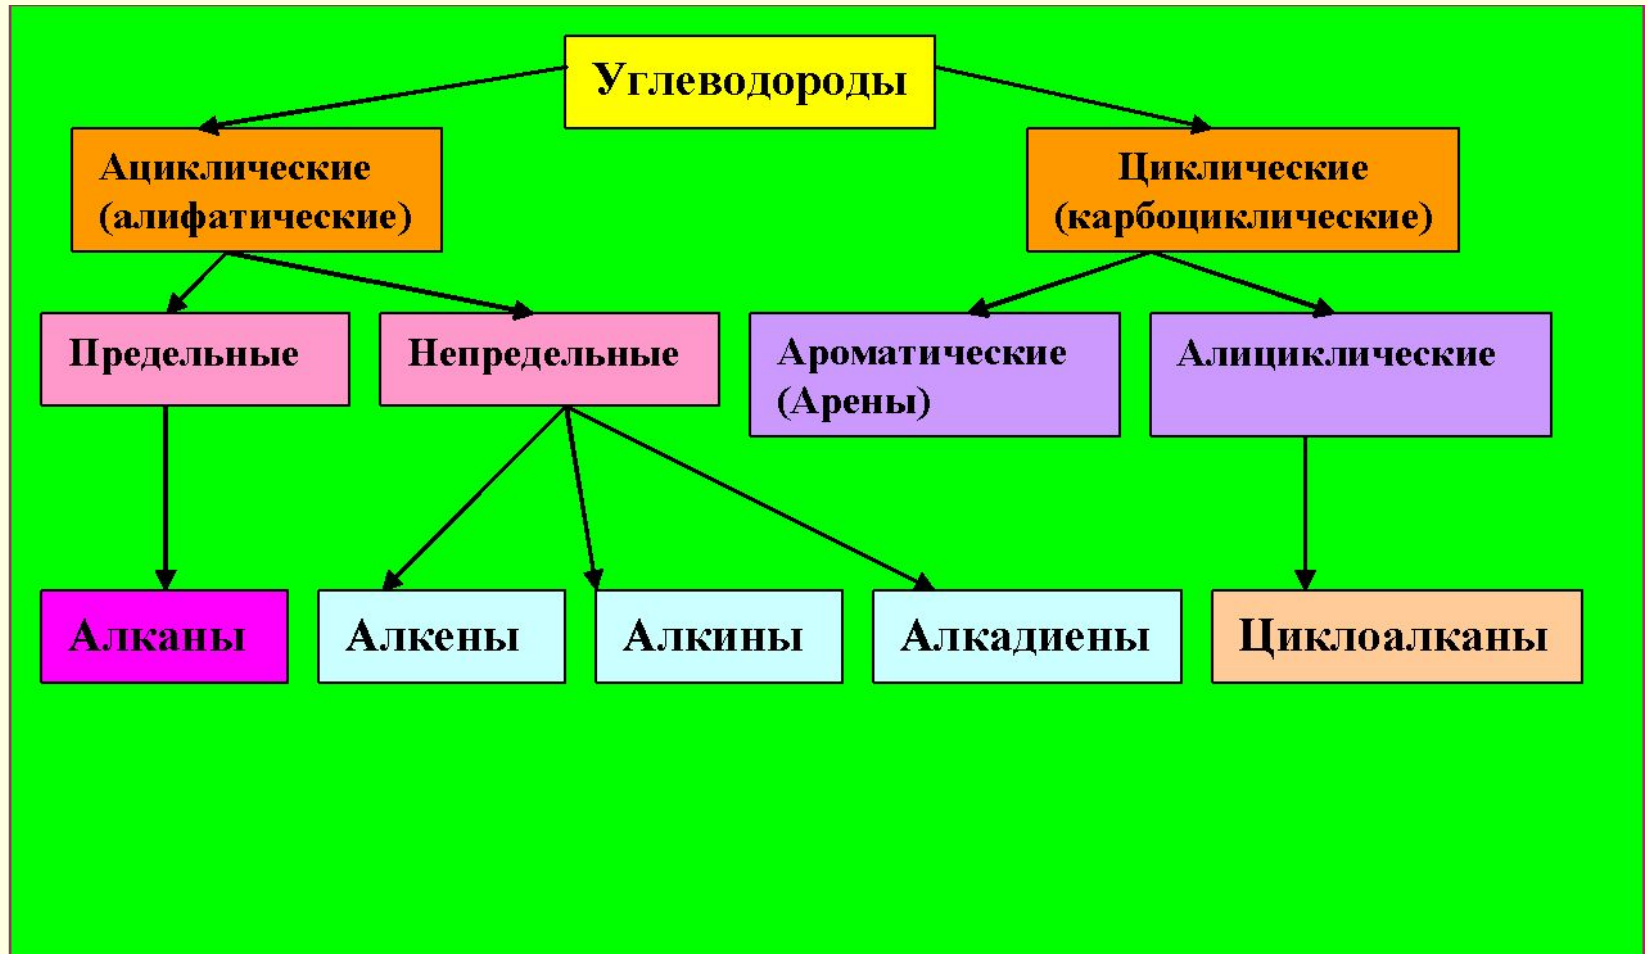 Углеводороды
Ациклические
(алифатические)
Циклические
(карбоциклические)
Предельные
Непредельные
Ароматические
(Арены)
Алициклические
Алканы
Алкены
Алкины
Алкадиены
Циклоалканы